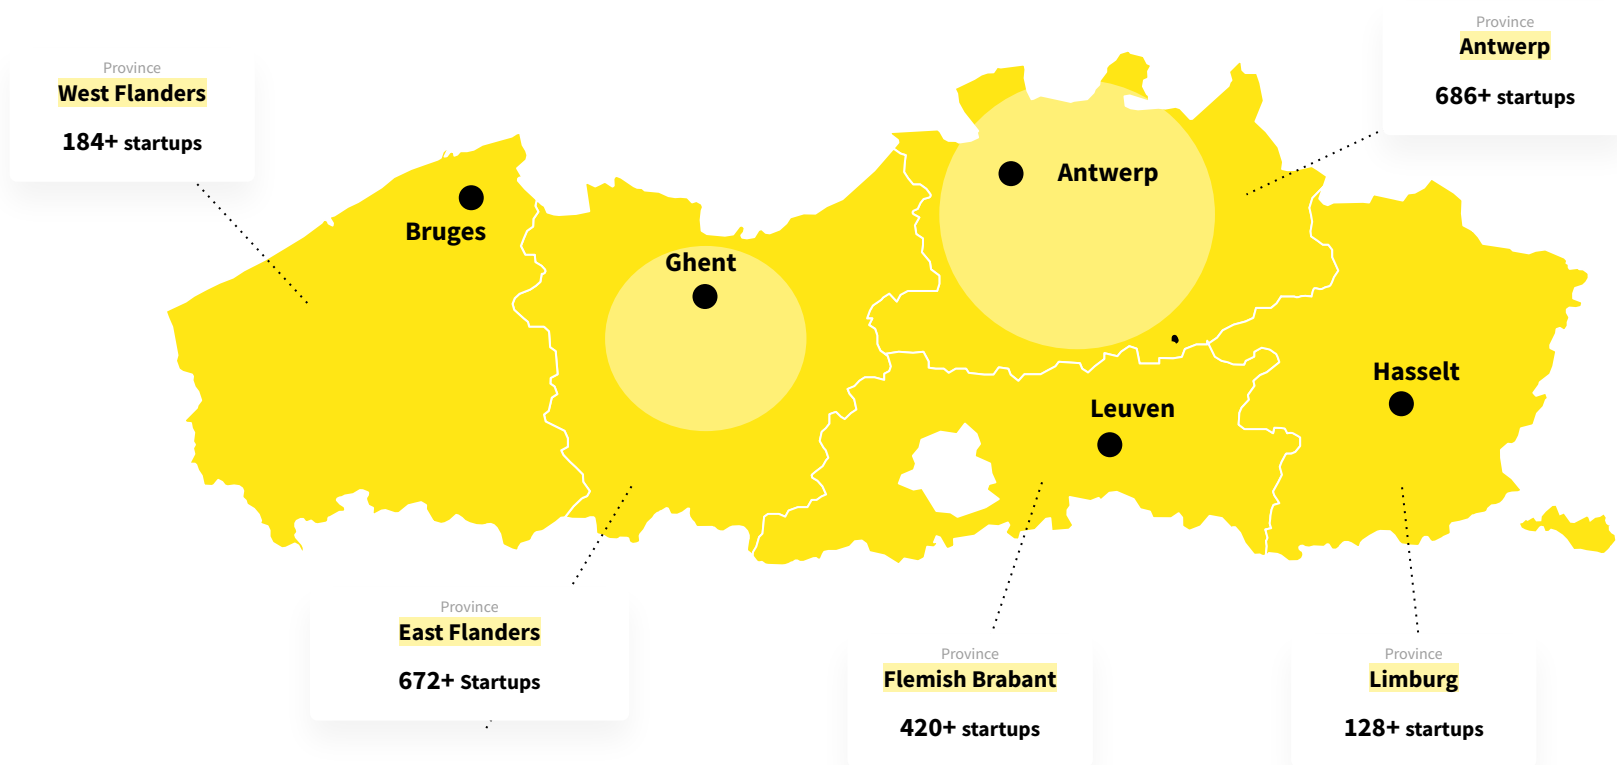 Province
West Flanders
184+ startups
Province
Antwerp
686+ startups
Antwerp
Bruges
Ghent
Hasselt
Leuven
Province
East Flanders
672+ Startups
Province
Flemish Brabant
420+ startups
Province
Limburg
128+ startups